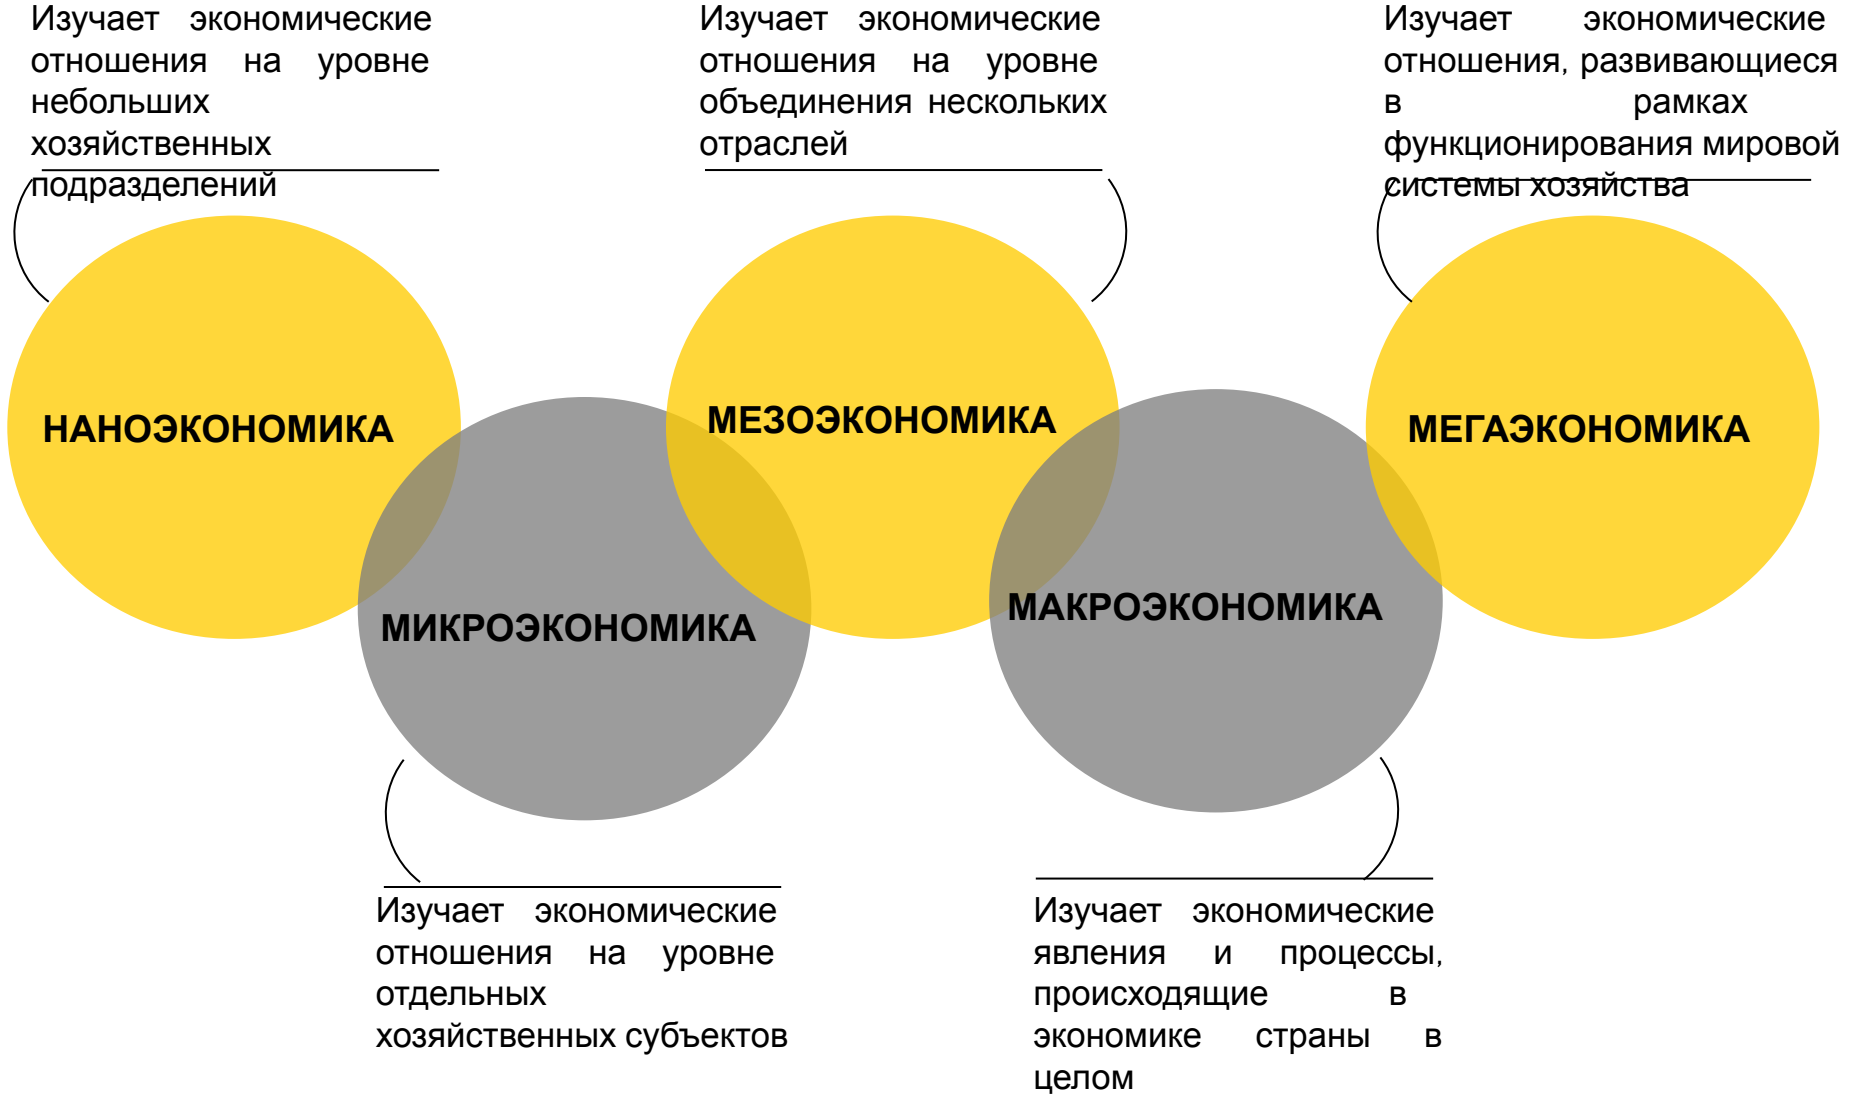 Изучает экономические
отношения на уровне
небольших
хозяйственных
подразделений
Изучает экономические
отношения на уровне
объединения нескольких
отраслей
Изучает экономические
отношения, развивающиеся
в рамках
функционирования мировой
системы хозяйства
НАНОЭКОНОМИКА
МЕЗОЭКОНОМИКА
МЕГАЭКОНОМИКА
МИКРОЭКОНОМИКА
МАКРОЭКОНОМИКА
Изучает экономические
отношения на уровне
отдельных
хозяйственных субъектов
Изучает экономические
явления и процессы,
происходящие в
экономике страны в
целом